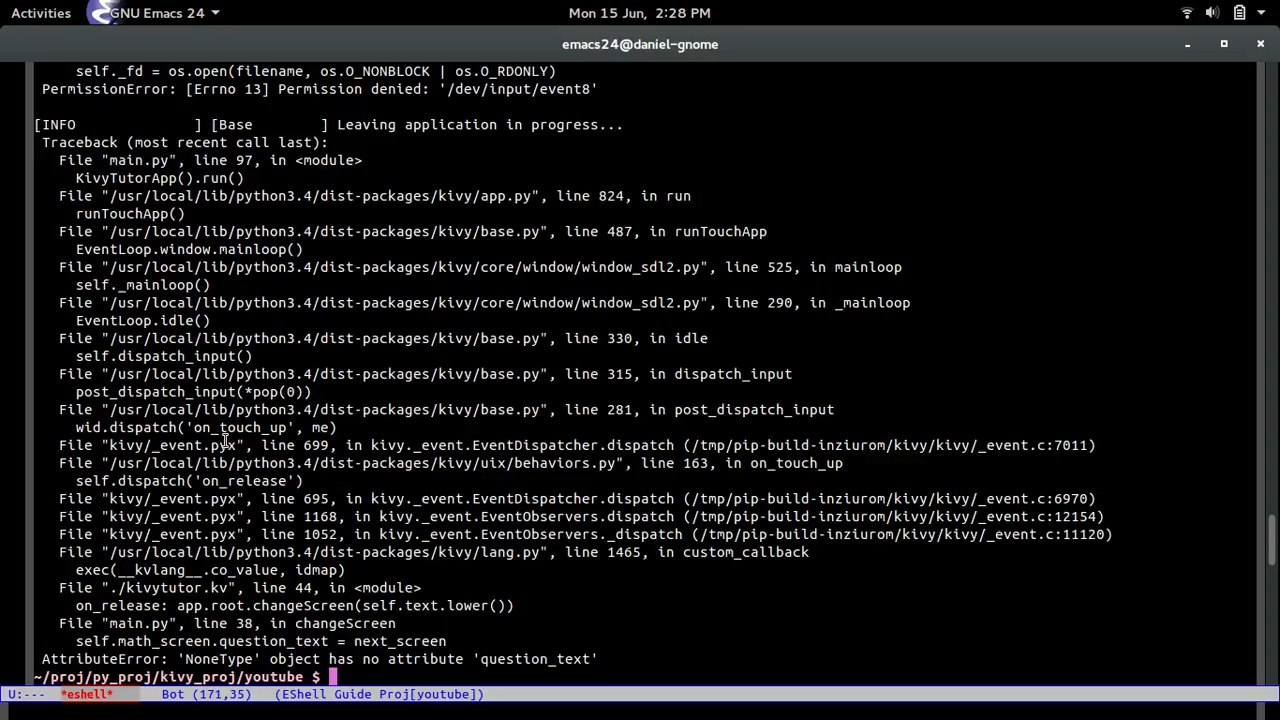 Activities GNU Emacs 24 Mon 15 Jun, 2:28 PM
emacs24@daniel-gnome
self._fd = os.open(filename, os.O_NONBLOCK | os.O_RDONLY)
PermissionError: [Errno 13] Permission denied: '/dev/input/event8'
[INFO              ] [Base        ] Leaving application in progress...
Traceback (most recent call last):
File "main.py", line 97, in <module>
KivyTutorApp().run()
File "/usr/local/lib/python3.4/dist-packages/kivy/app.py", line 824, in run
runTouchApp()
File "/usr/local/lib/python3.4/dist-packages/kivy/base.py", line 487, in runTouchApp
EventLoop.window.mainloop()
File "/usr/local/lib/python3.4/dist-packages/kivy/core/window/window_sdl2.py", line 525, in mainloop
self._mainloop()
File "/usr/local/lib/python3.4/dist-packages/kivy/core/window/window_sdl2.py", line 290, in _mainloop
EventLoop.idle()
File "/usr/local/lib/python3.4/dist-packages/kivy/base.py", line 330, in idle
self.dispatch_input()
File "/usr/local/lib/python3.4/dist-packages/kivy/base.py", line 315, in dispatch_input
post_dispatch_input(*pop(0))
File "/usr/local/lib/python3.4/dist-packages/kivy/base.py", line 281, in post_dispatch_input
wid.dispatch('on_touch_up', me)
File "kivy/_event.pyx", line 699, in kivy._event.EventDispatcher.dispatch (/tmp/pip-build-inziurom/kivy/kivy/_event.c:7011)
File "/usr/local/lib/python3.4/dist-packages/kivy/uix/behaviors.py", line 163, in on_touch_up
self.dispatch('on_release')
File "kivy/_event.pyx", line 695, in kivy._event.EventDispatcher.dispatch (/tmp/pip-build-inziurom/kivy/kivy/_event.c:6970)
File "kivy/_event.pyx", line 1168, in kivy._event.EventObservers.dispatch (/tmp/pip-build-inziurom/kivy/kivy/_event.c:12154)
File "kivy/_event.pyx", line 1052, in kivy._event.EventObservers._dispatch (/tmp/pip-build-inziurom/kivy/kivy/_event.c:11120)
File "/usr/local/lib/python3.4/dist-packages/kivy/lang.py", line 1465, in custom_callback
exec(__kvlang__.co_value, idmap)
File "./kivytutor.kv", line 44, in <module>
on_release: app.root.changeScreen(self.text.lower())
File "main.py", line 38, in changeScreen
self.math_screen.question_text = next_screen
AttributeError: 'NoneType' object has no attribute 'question_text'
~/proj/py_proj/kivy_proj/youtube $
U:--- *eshell* Bot (171,35) (EShell Guide Proj[youtube])